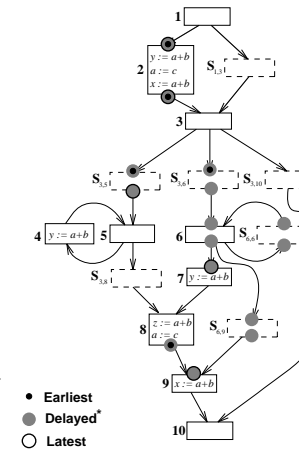 1
2
y := a+b
a := c
x := a+b
S1,3
3
S3,5
S3,6
S3,10
4
y := a+b
5
6
S6,6
S3,8
7
y := a+b
8
z := a+b
a := c
S6,9
9
x := a+b
10
Earliest
Delayed*
Latest